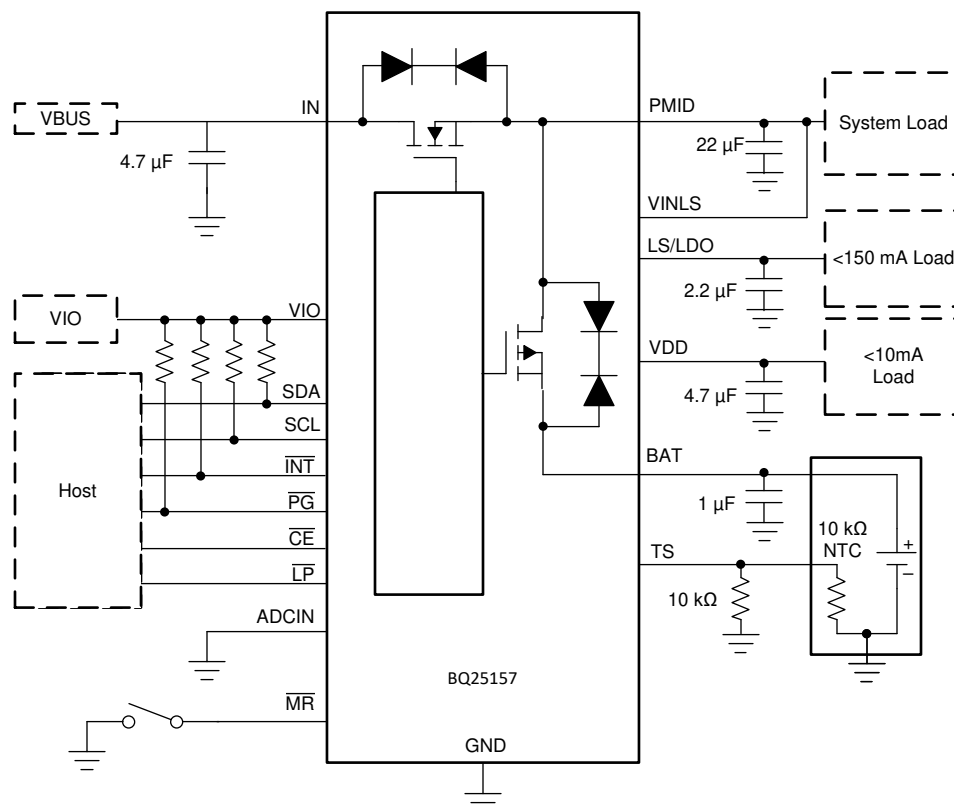 IN
PMID
VBUS
System Load
4.7 µF
22 µF
VINLS
LS/LDO
<150 mA Load
2.2 µF
VIO
VIO
VDD
<10mA
Load
4.7 µF
SDA
SCL
INT
BAT
Host
PG
1 µF
10 kΩ
NTC
+
−
CE
TS
LP
10 kΩ
ADCIN
BQ25157
MR
GND